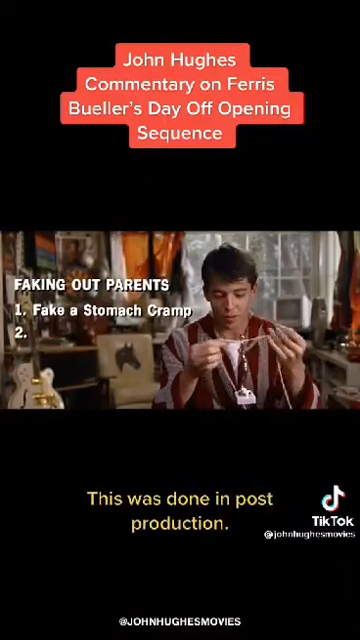 John Hughes
Commentary on Ferris
Bueller's Day Off Opening
Sequence
FAKING OUT PARENTS
1. Fake a Stomach Cramp
2.
This was done in post
production.
TikTok
@johnhughesmovies
@JOHNHUGHESMOVIES